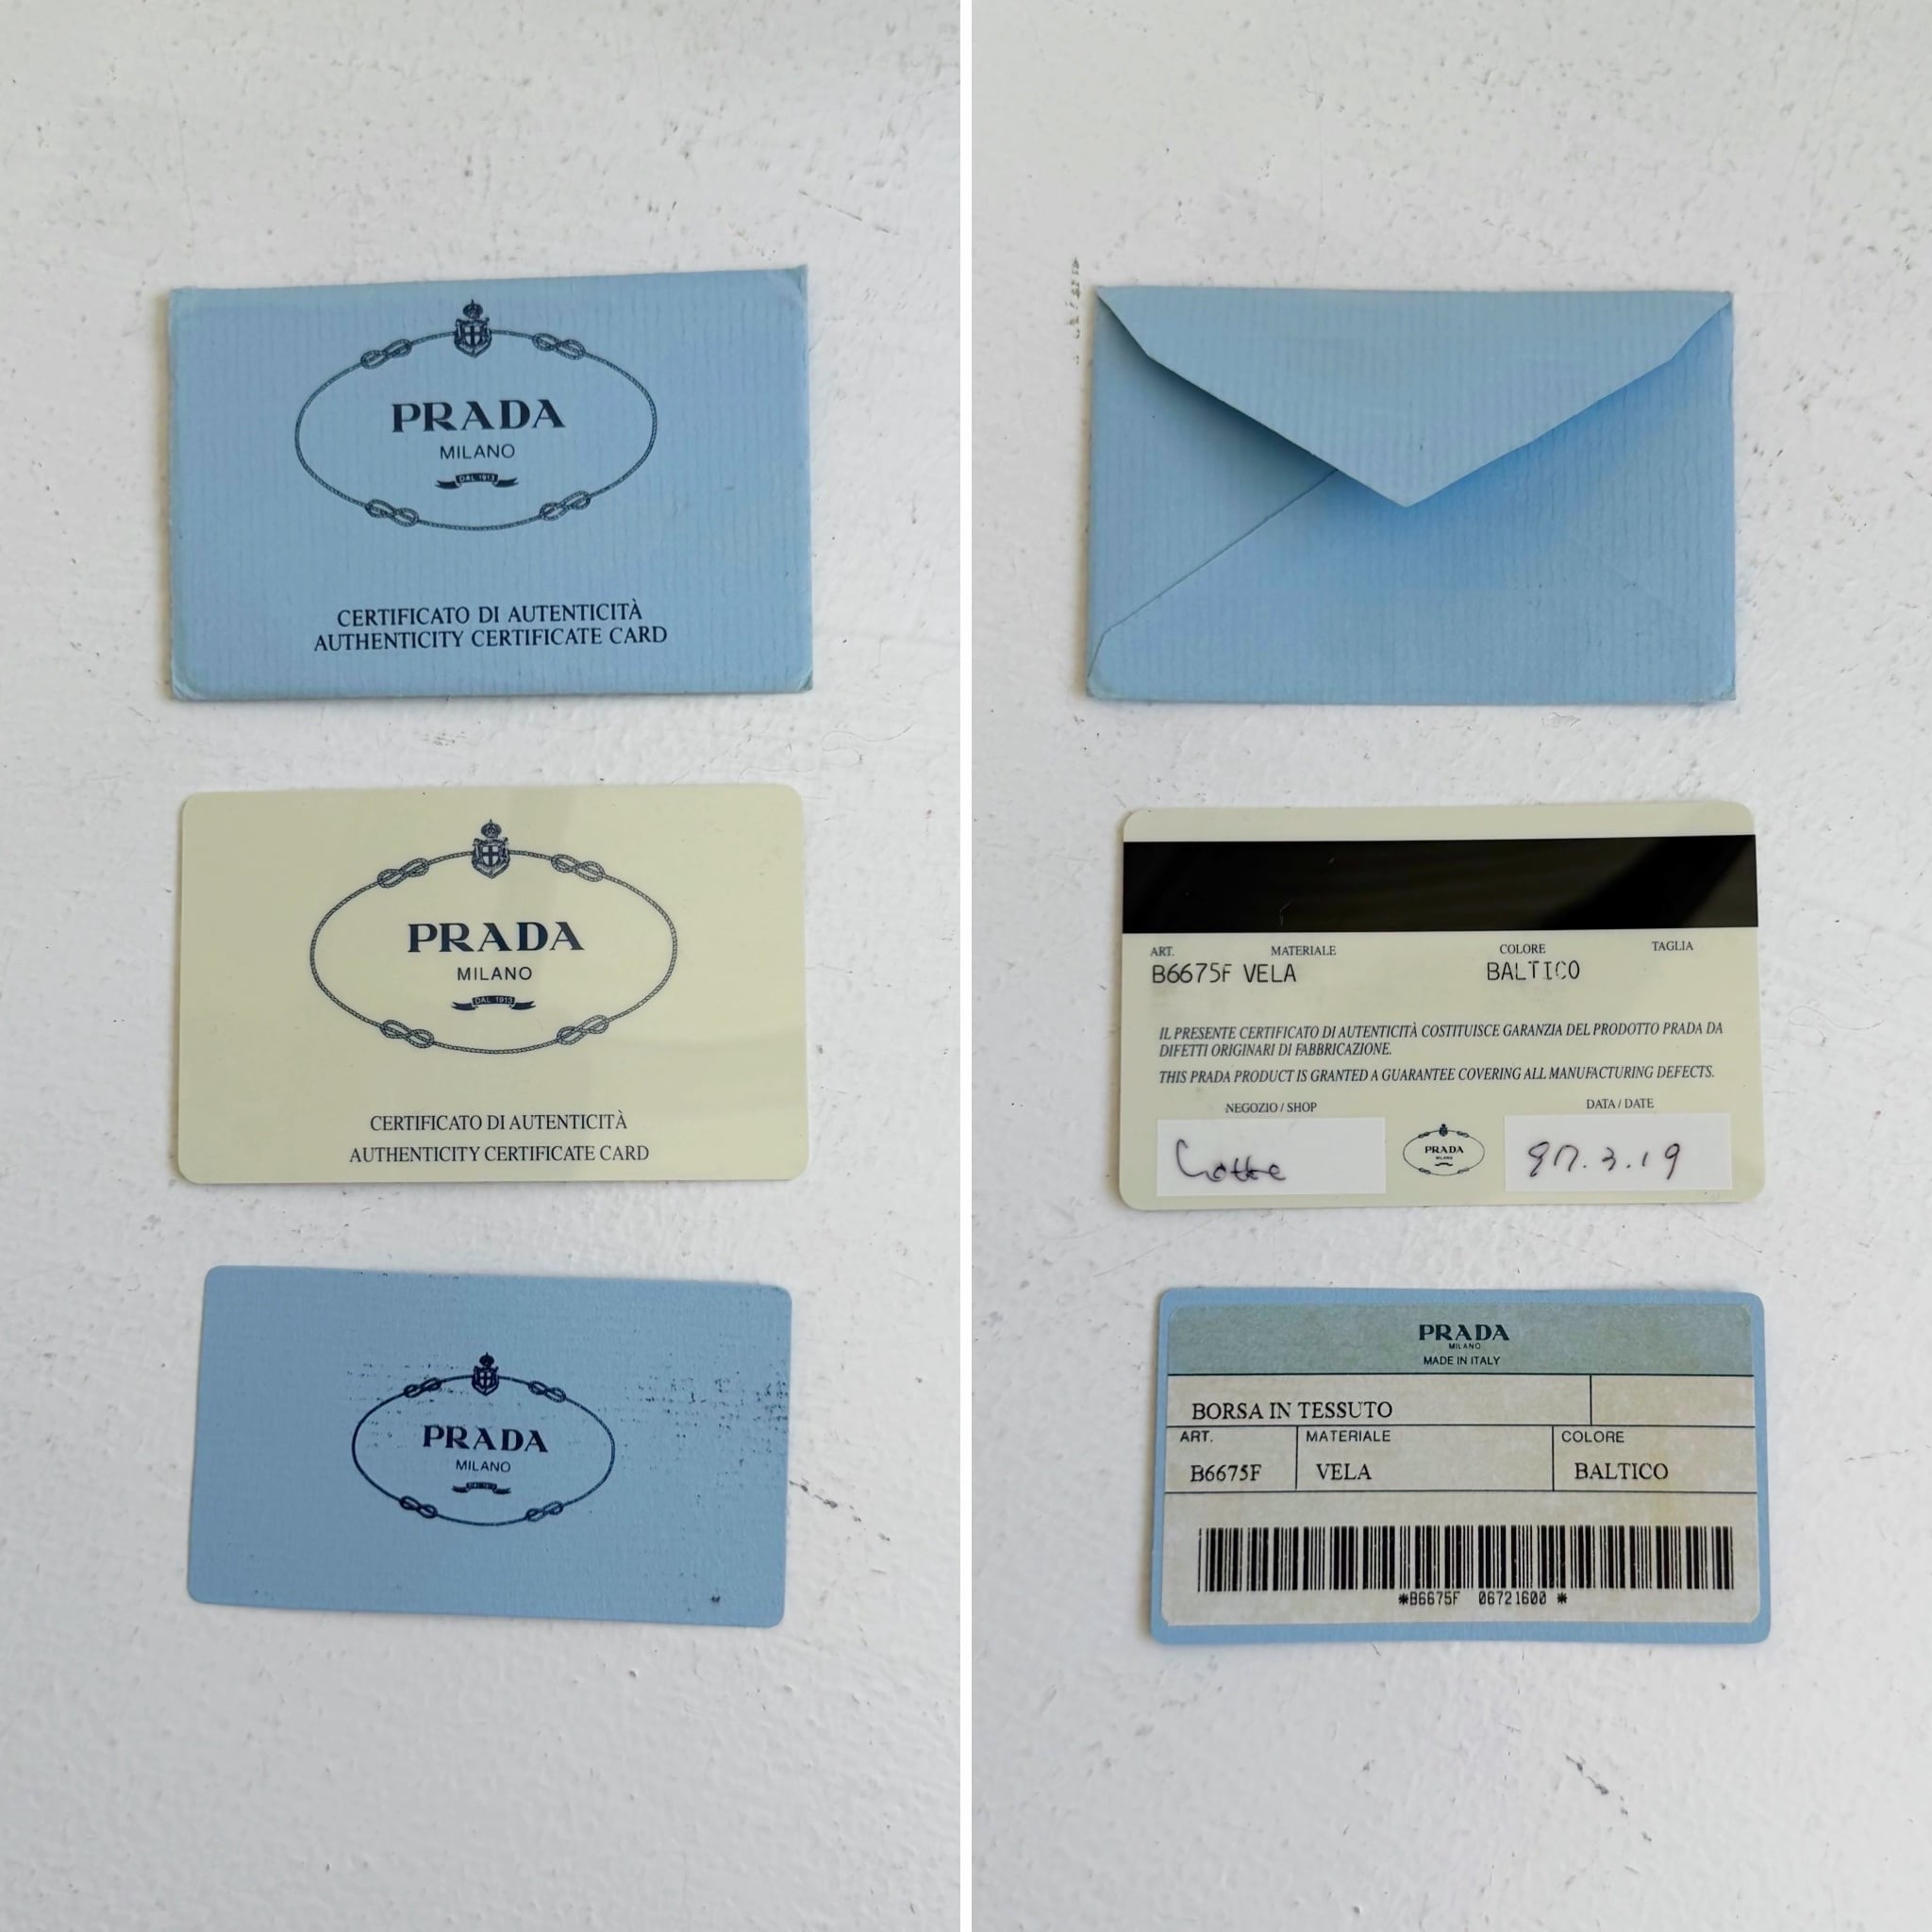 PRADA
MILANO
DAL 1913
CERTIFICATO DI AUTENTICITÀ
AUTHENTICITY CERTIFICATE CARD
PRADA
MILANO
DAL 1913
CERTIFICATO DI AUTENTICITÀ
AUTHENTICITY CERTIFICATE CARD
PRADA
MILANO
ART. MATERIALE COLORE TAGLIA
B6675F VELA BALTICO
IL PRESENTE CERTIFICATO DI AUTENTICITÀ COSTITUISCE GARANZIA DEL PRODOTTO PRADA DA
DIFETTI ORIGINARI DI FABBRICAZIONE.
THIS PRADA PRODUCT IS GRANTED A GUARANTEE COVERING ALL MANUFACTURING DEFECTS.
NEGOZIO / SHOP DATA / DATE
PRADA
MILANO
97.3.19
PRADA
MILANO
MADE IN ITALY
BORSA IN TESSUTO
ART. MATERIALE COLORE
B6675F VELA BALTICO
*B6675F 06721600 *